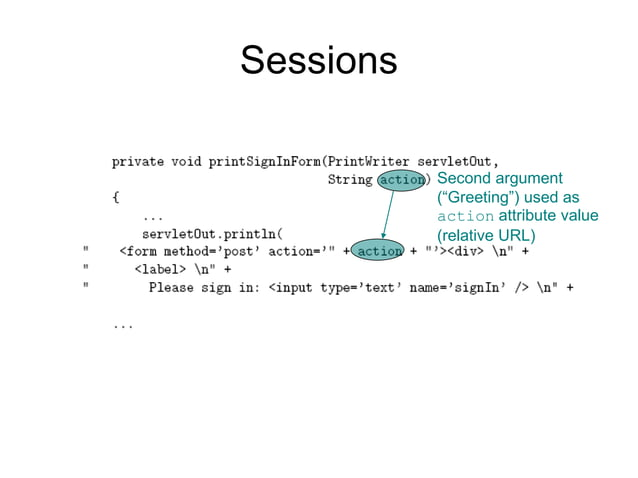 Sessions
private void printSignInForm(PrintWriter servletOut,
String action)
Second argument
{
("Greeting") used as
...
action attribute value
servletOut.println(
(relative URL)
"    <form method='post' action='" + action + "'><div> \n" +
"      <label> \n" +
"        Please sign in: <input type='text' name='signIn' /> \n" +
...